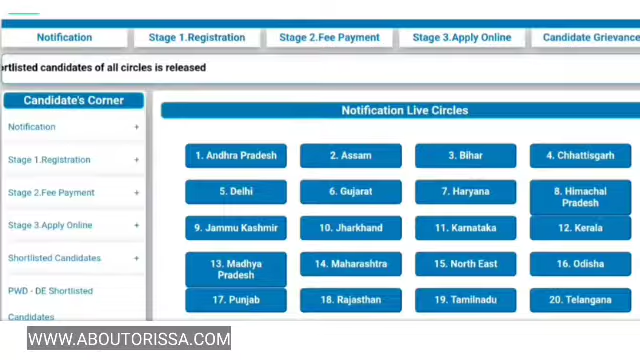 Notification
Stage 1.Registration
Stage 2.Fee Payment
Stage 3.Apply Online
Candidate Grievance
rtlisted candidates of all circles is released
Candidate's Corner
Notification +
Stage 1.Registration +
Stage 2.Fee Payment +
Stage 3.Apply Online +
Shortlisted Candidates +
PWD - DE Shortlisted
Candidates
Notification Live Circles
1. Andhra Pradesh
2. Assam
3. Bihar
4. Chhattisgarh
5. Delhi
6. Gujarat
7. Haryana
8. Himachal
Pradesh
9. Jammu Kashmir
10. Jharkhand
11. Karnataka
12. Kerala
13. Madhya
Pradesh
14. Maharashtra
15. North East
16. Odisha
17. Punjab
18. Rajasthan
19. Tamilnadu
20. Telangana
WWW.ABOUTORISSA.COM